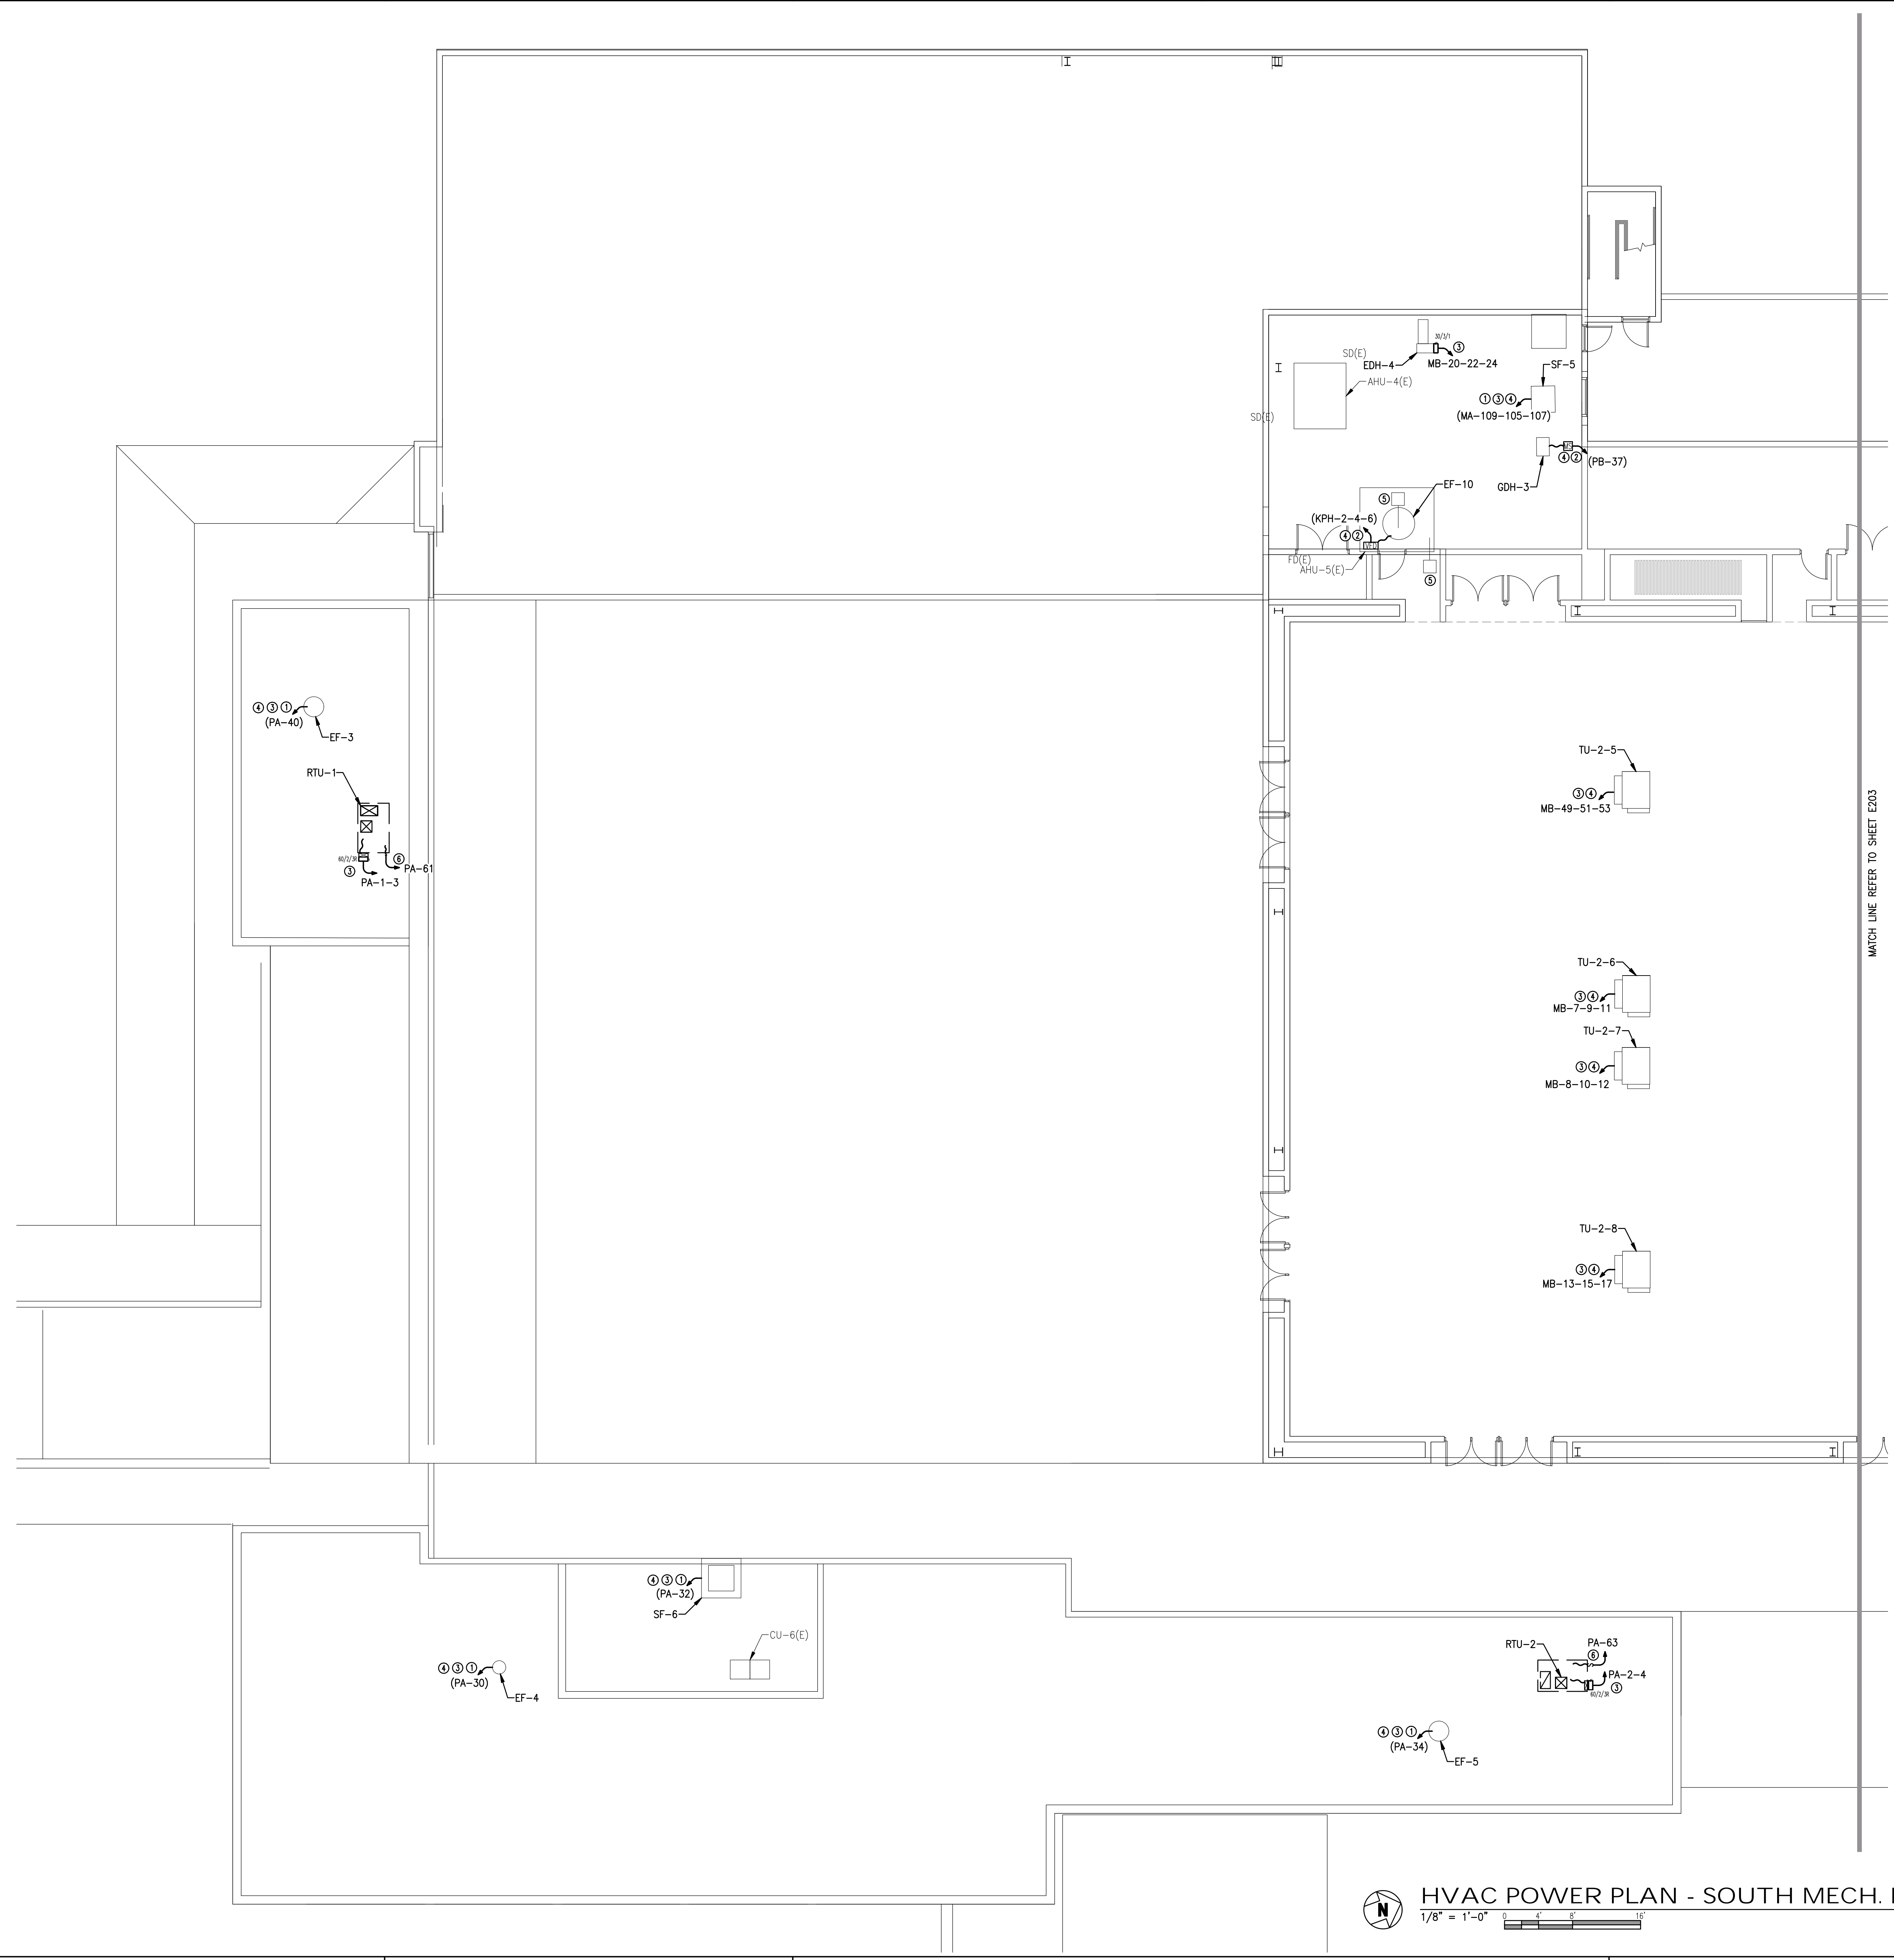 30/3/1
③
SD(E)
EDH-4
MB-20-22-24
SF-5
AHU-4(E)
①③④
(MA-109-105-107)
SD(E)
MS
④②
(PB-37)
GDH-3
EF-10
⑤
(KPH-2-4-6)
④②
VFD
FD(E)
AHU-5(E)
⑤
④③①
(PA-40)
EF-3
RTU-1
60/2/3R
⑥
PA-61
③
PA-1-3
TU-2-5
③④
MB-49-51-53
MATCH LINE REFER TO SHEET E203
TU-2-6
③④
MB-7-9-11
TU-2-7
③④
MB-8-10-12
TU-2-8
③④
MB-13-15-17
④③①
(PA-32)
SF-6
CU-6(E)
④③①
(PA-30)
EF-4
RTU-2
PA-63
⑥
PA-2-4
60/2/3R
③
④③①
(PA-34)
EF-5
N
HVAC POWER PLAN - SOUTH MECH.
1/8" = 1'-0"
0 4' 8' 16'